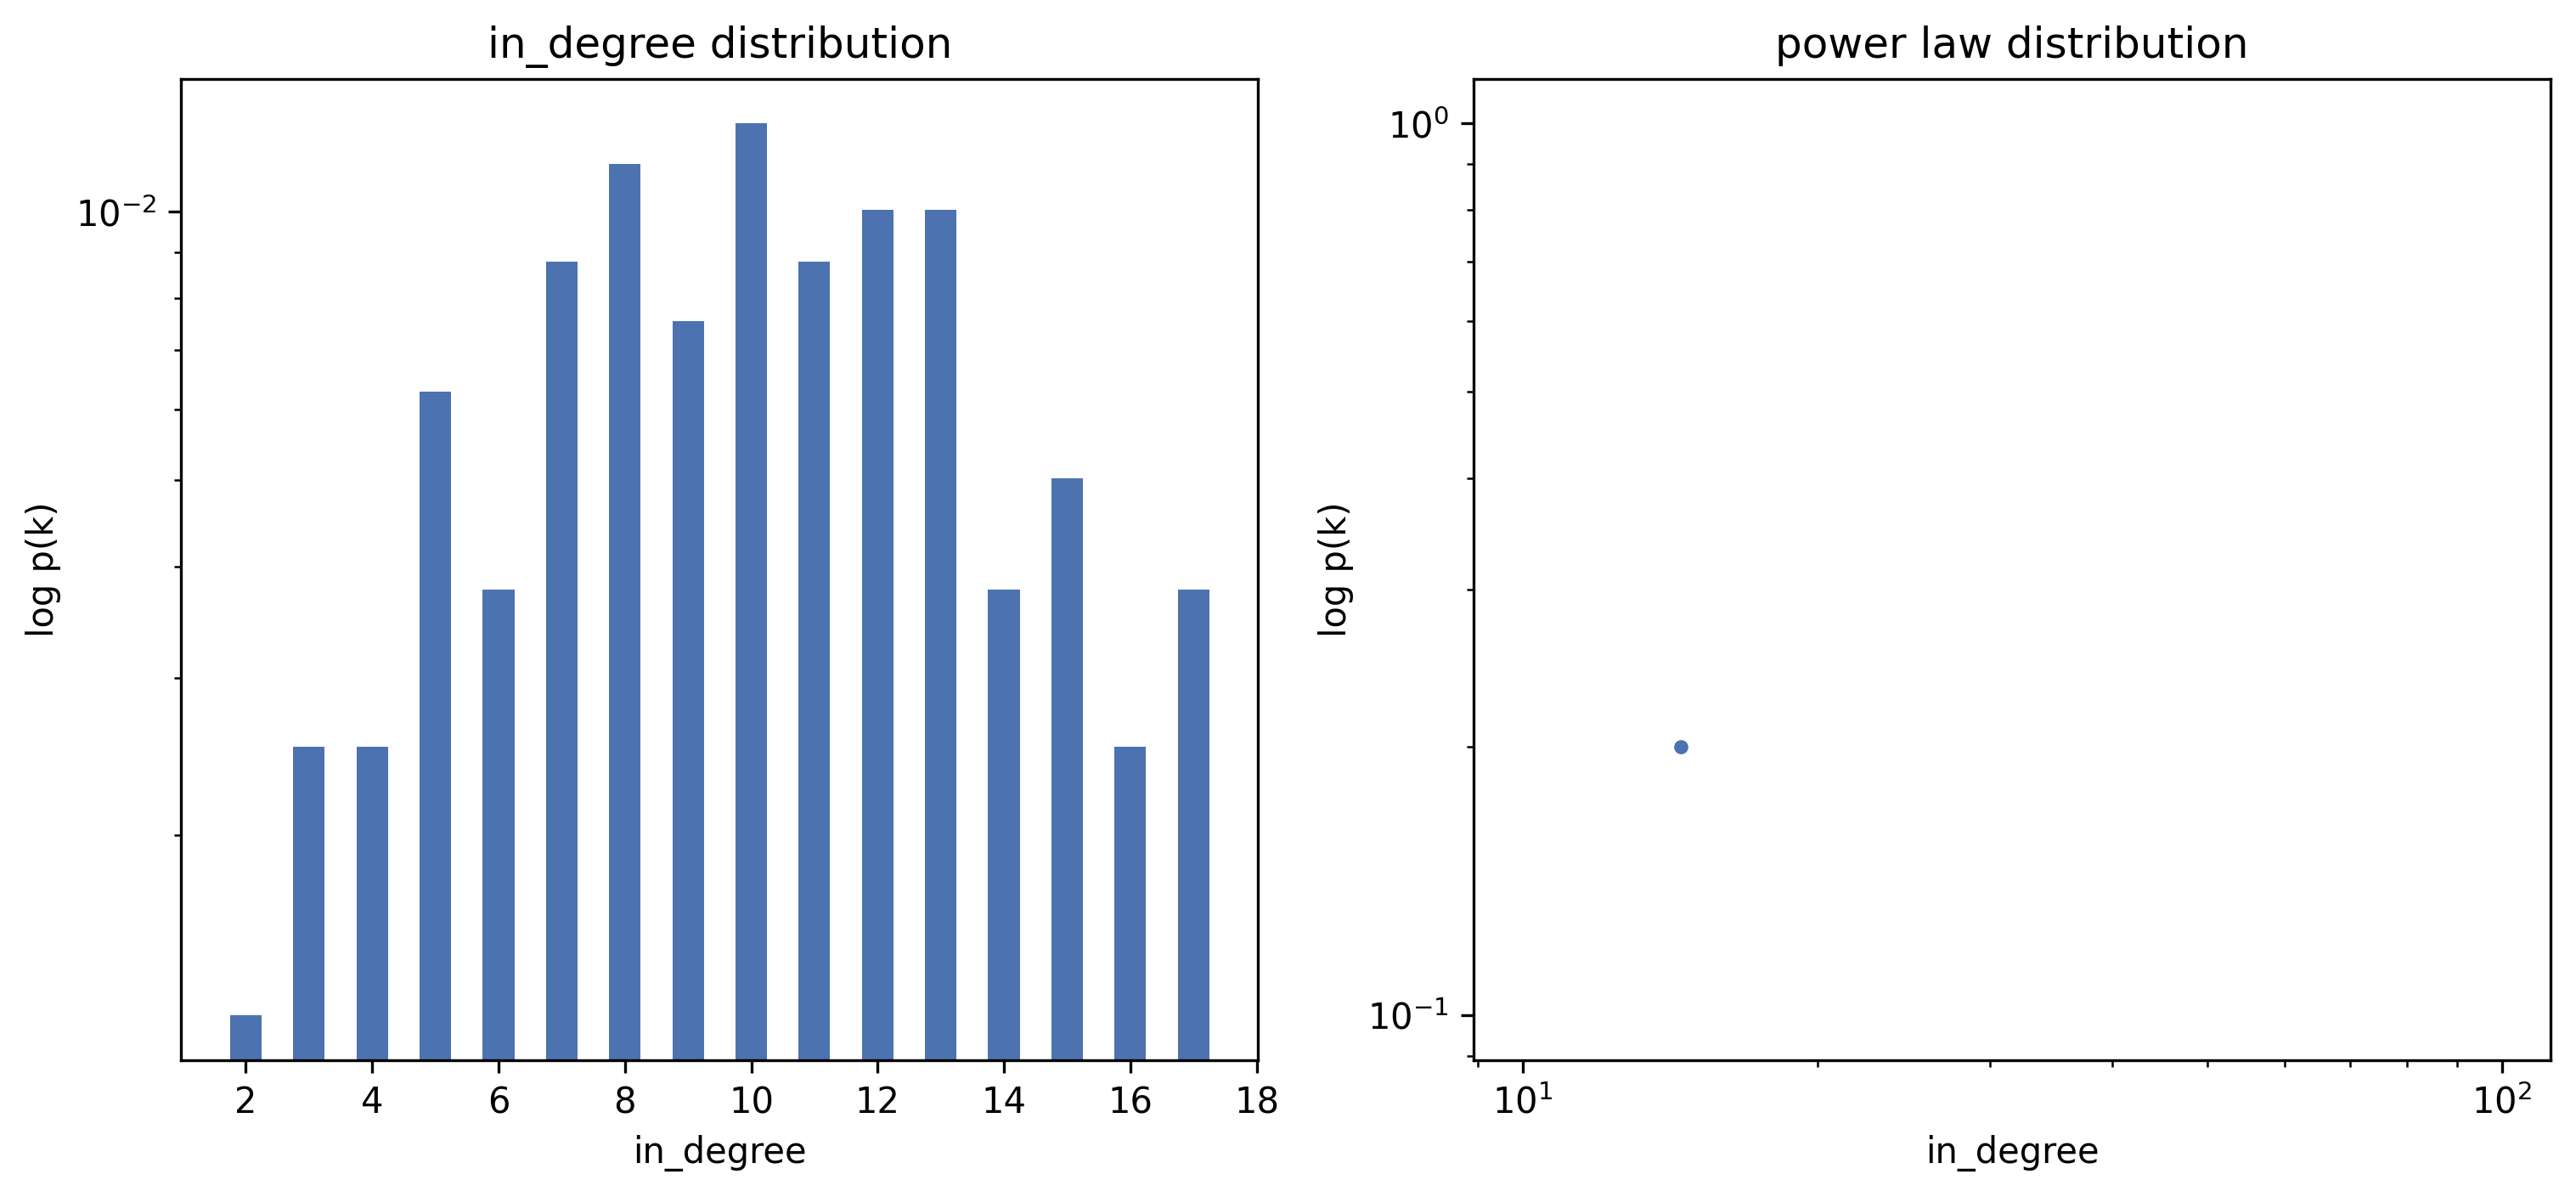 in_degree distribution
log p(k)
10⁻²
2 4 6 8 10 12 14 16 18
in_degree
power law distribution
log p(k)
10⁰
10⁻¹
10¹ 10²
in_degree